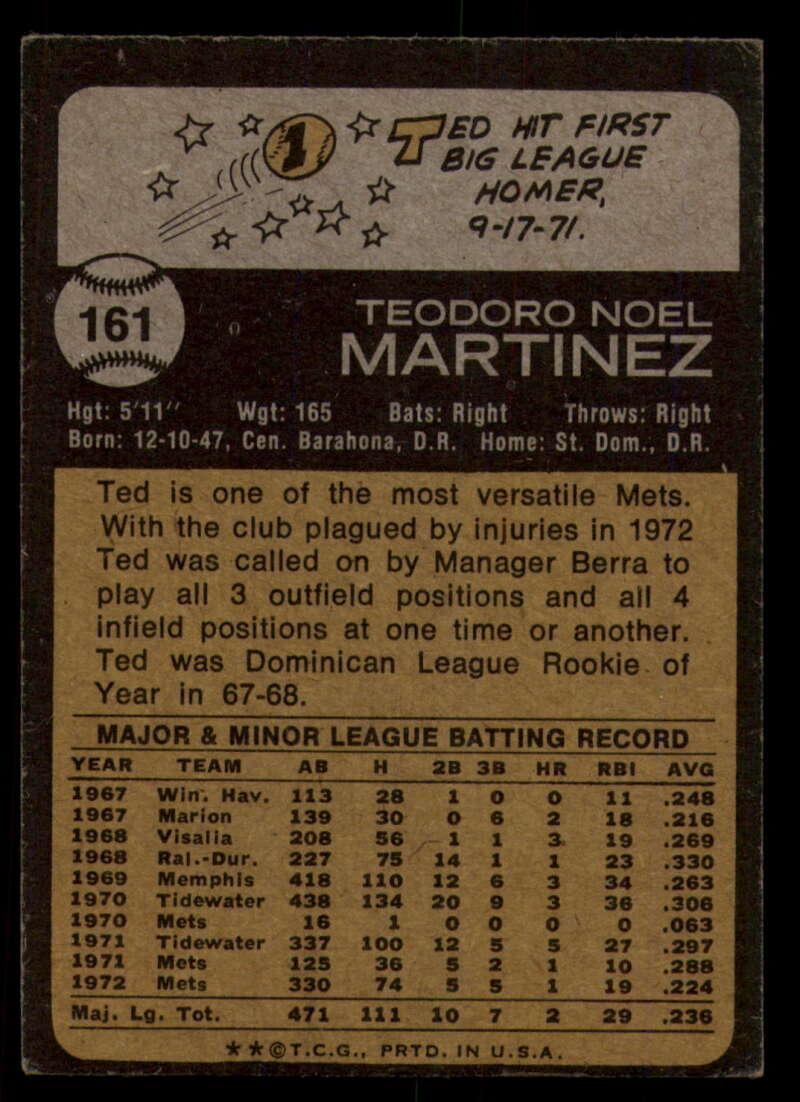 1
TED HIT FIRST
BIG LEAGUE
HOMER,
9-17-71.
161
TEODORO NOEL
MARTINEZ
Hgt: 5'11" Wgt: 165 Bats: Right Throws: Right
Born: 12-10-47, Cen. Barahona, D.R. Home: St. Dom., D.R.
Ted is one of the most versatile Mets.
With the club plagued by injuries in 1972
Ted was called on by Manager Berra to
play all 3 outfield positions and all 4
infield positions at one time or another.
Ted was Dominican League Rookie of
Year in 67-68.
MAJOR & MINOR LEAGUE BATTING RECORD
YEAR TEAM AB H 2B 3B HR RBI AVG
1967 Win. Hav. 113 28 1 0 0 11 .248
1967 Marion 139 30 0 6 2 18 .216
1968 Visalia 208 56 1 1 3 19 .269
1968 Ral.-Dur. 227 75 14 1 1 23 .330
1969 Memphis 418 110 12 6 3 34 .263
1970 Tidewater 438 134 20 9 3 36 .306
1970 Mets 16 1 0 0 0 0 .063
1971 Tidewater 337 100 12 5 5 27 .297
1971 Mets 125 36 5 2 1 10 .288
1972 Mets 330 74 5 5 1 19 .224
Maj. Lg. Tot. 471 111 10 7 2 29 .236
**©T.C.G., PRTD. IN U.S.A.